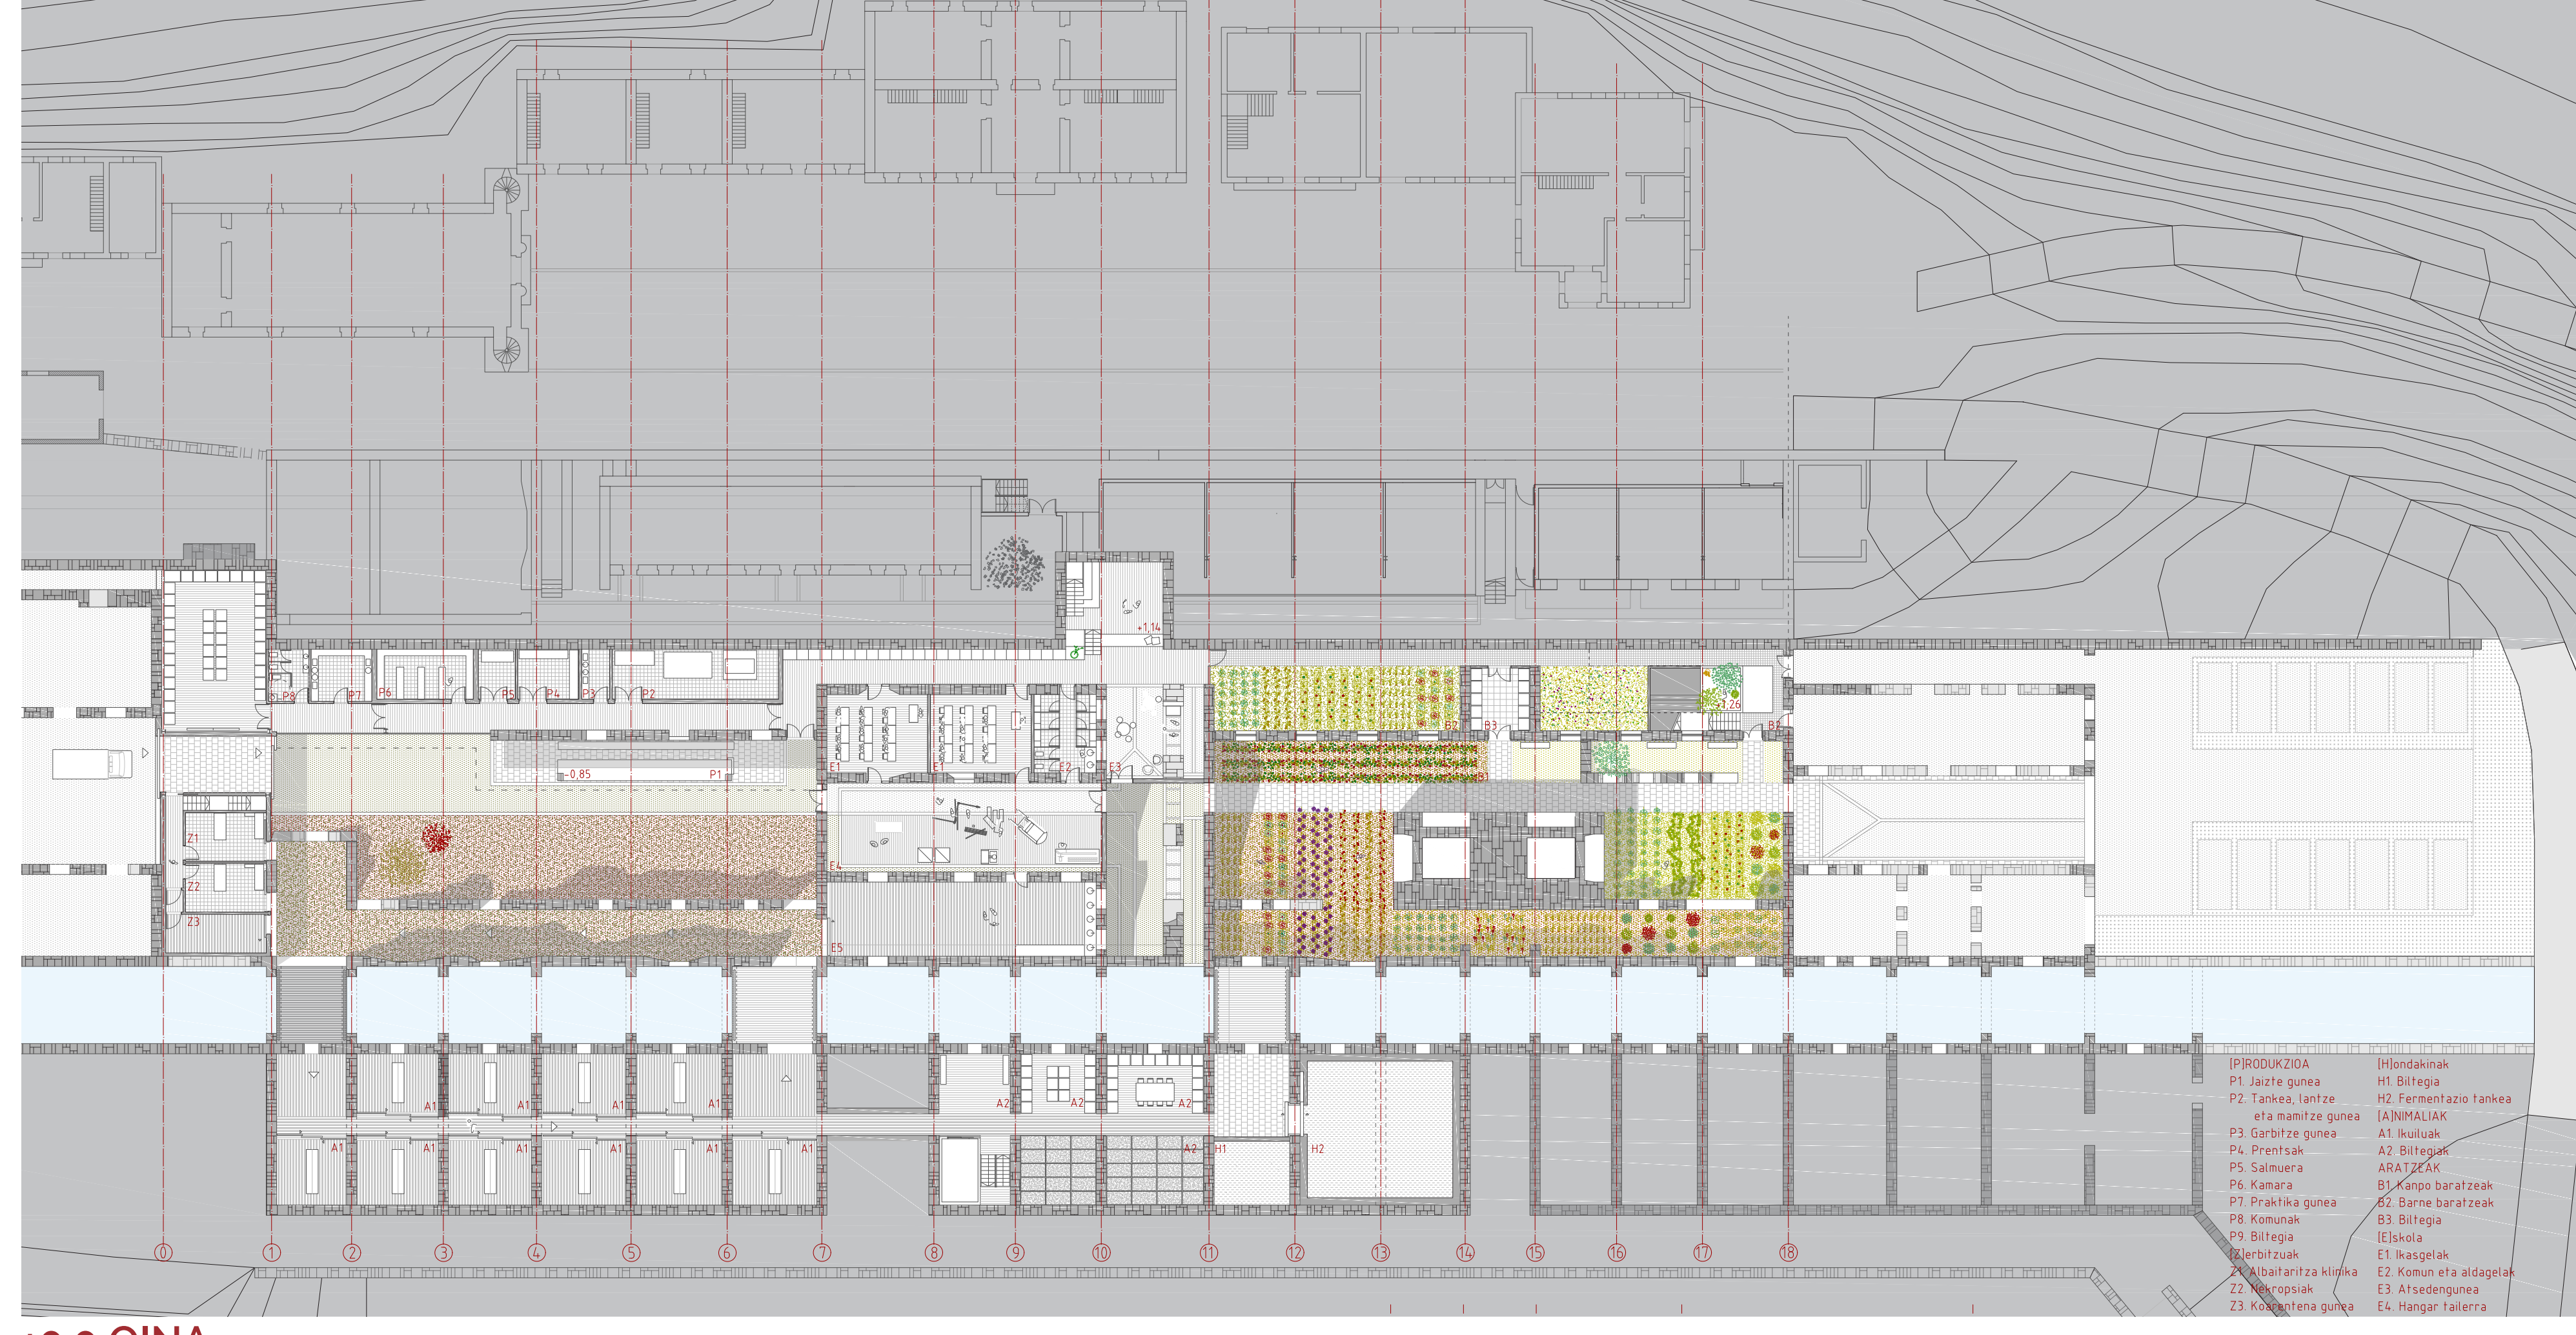 +1,14
P8
P7
P6
P5
P4
P3
P2
+1,26
B2
B3
B2
-0,85
P1
E1
E1
E2
E3
B1
Z1
Z2
Z3
E4
E5
A1
A1
A1
A1
A2
A2
A2
A1
A1
A1
A1
A1
A1
A2
H1
H2
[P]RODUKZIOA
P1. Jaizte gunea
P2. Tankea, lantze
eta mamitze gunea
P3. Garbitze gunea
P4. Prentsak
P5. Salmuera
P6. Kamara
P7. Praktika gunea
P8. Komunak
P9. Biltegia
[Z]erbitzuak
Z1. Albaitaritza klinika
Z2. Nekropsiak
Z3. Koarentena gunea
[H]ondakinak
H1. Biltegia
H2. Fermentazio tankea
[A]NIMALIAK
A1. Ikuiluak
A2. Biltegiak
ARATZEAK
B1. Kanpo baratzeak
B2. Barne baratzeak
B3. Biltegia
[E]skola
E1. Ikasgelak
E2. Komun eta aldagelak
E3. Atsedengunea
E4. Hangar tailerra
0 1 2 3 4 5 6 7 8 9 10 11 12 13 14 15 16 17 18
OINA